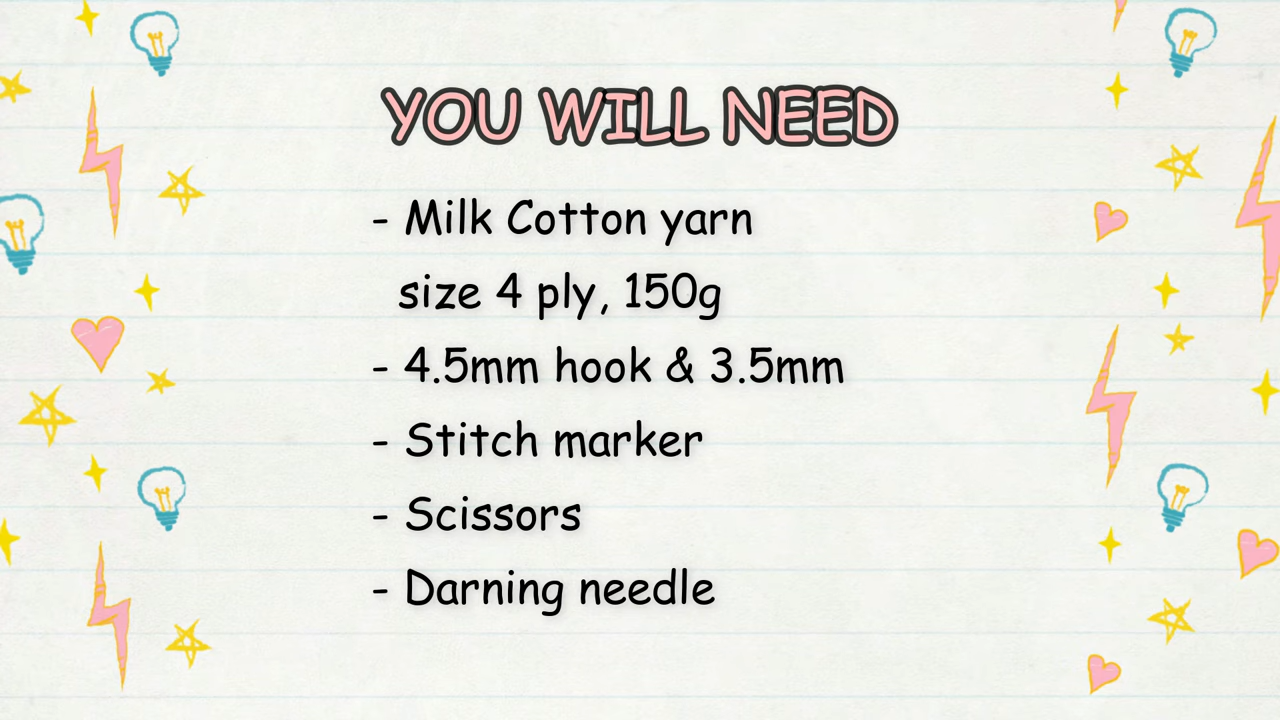 YOU WILL NEED
- Milk Cotton yarn
size 4 ply, 150g
- 4.5mm hook & 3.5mm
- Stitch marker
- Scissors
- Darning needle